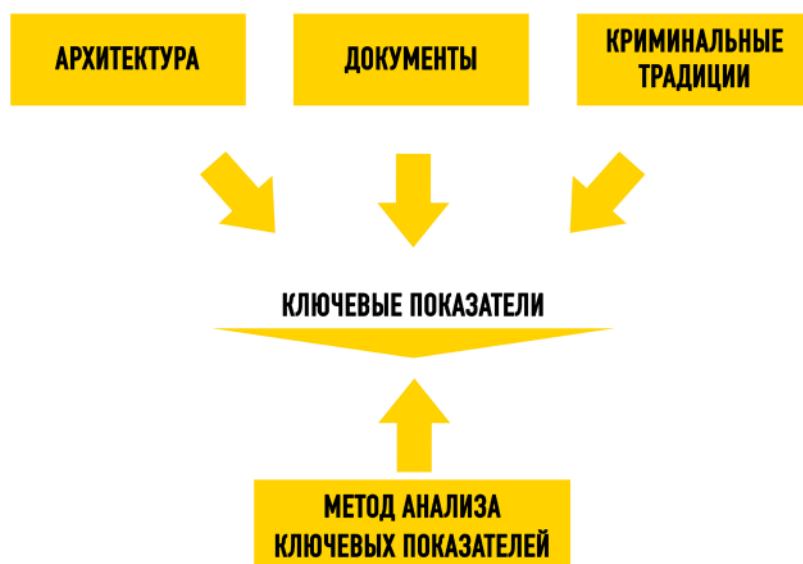 АРХИТЕКТУРА
ДОКУМЕНТЫ
КРИМИНАЛЬНЫЕ
ТРАДИЦИИ
КЛЮЧЕВЫЕ ПОКАЗАТЕЛИ
МЕТОД АНАЛИЗА
КЛЮЧЕВЫХ ПОКАЗАТЕЛЕЙ